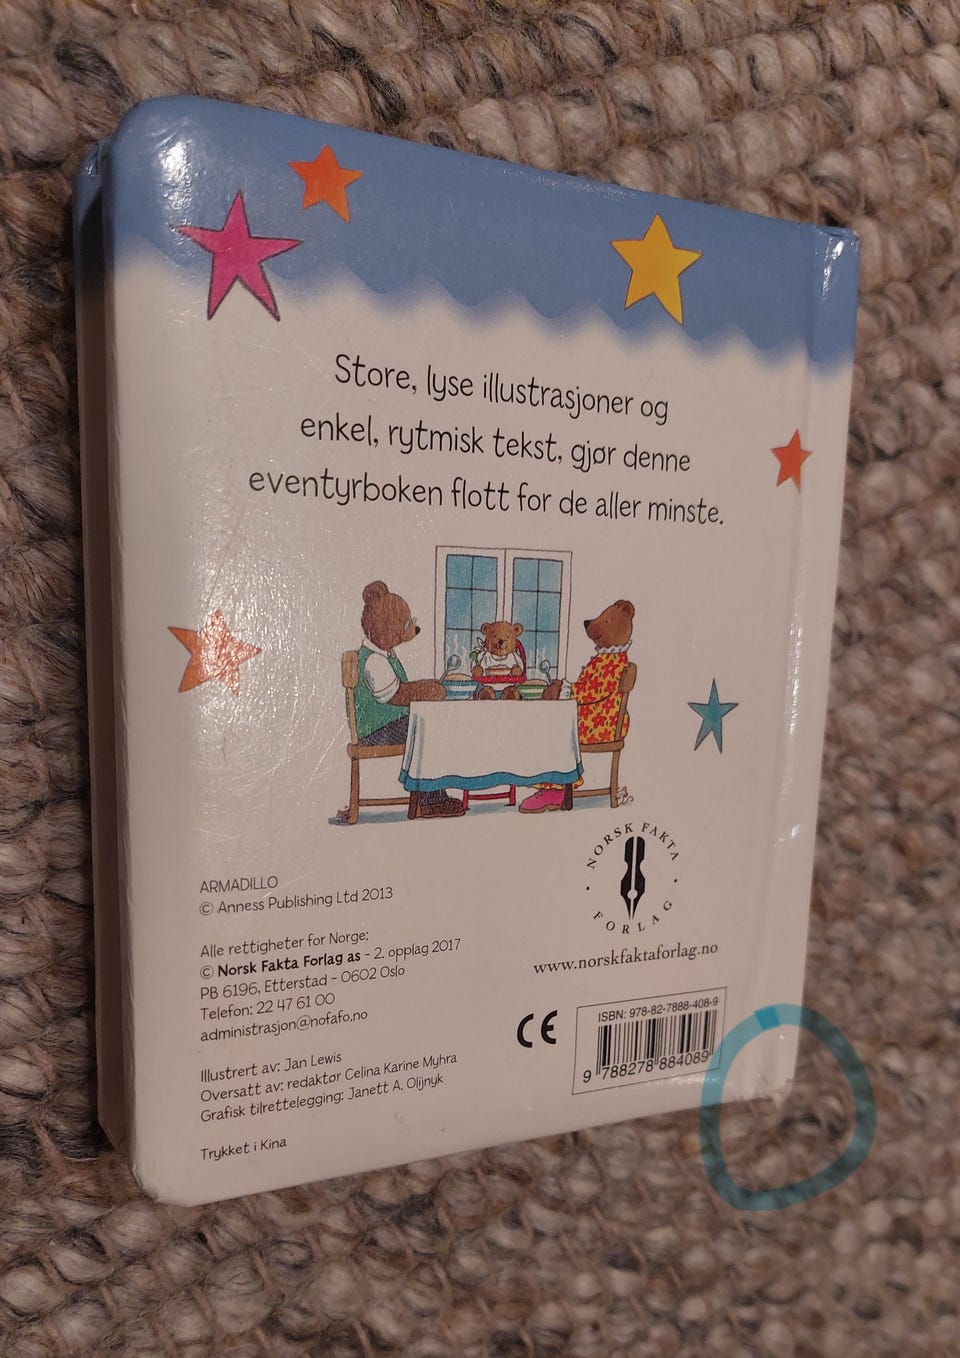 Store, lyse illustrasjoner og
enkel, rytmisk tekst, gjør denne
eventyrboken flott for de aller minste.
ARMADILLO
© Anness Publishing Ltd 2013
Alle rettigheter for Norge:
© Norsk Fakta Forlag as - 2. opplag 2017
PB 6196, Etterstad - 0602 Oslo
Telefon: 22 47 61 00
administrasjon@nofafo.no
Illustrert av: Jan Lewis
Oversatt av: redaktør Celina Karine Myhra
Grafisk tilrettelegging: Janett A. Olijnyk
Trykket i Kina
· NORSK FAKTA ·
FORLAG
www.norskfaktaforlag.no
CE
ISBN: 978-82-7888-408-9
9 788278 884089